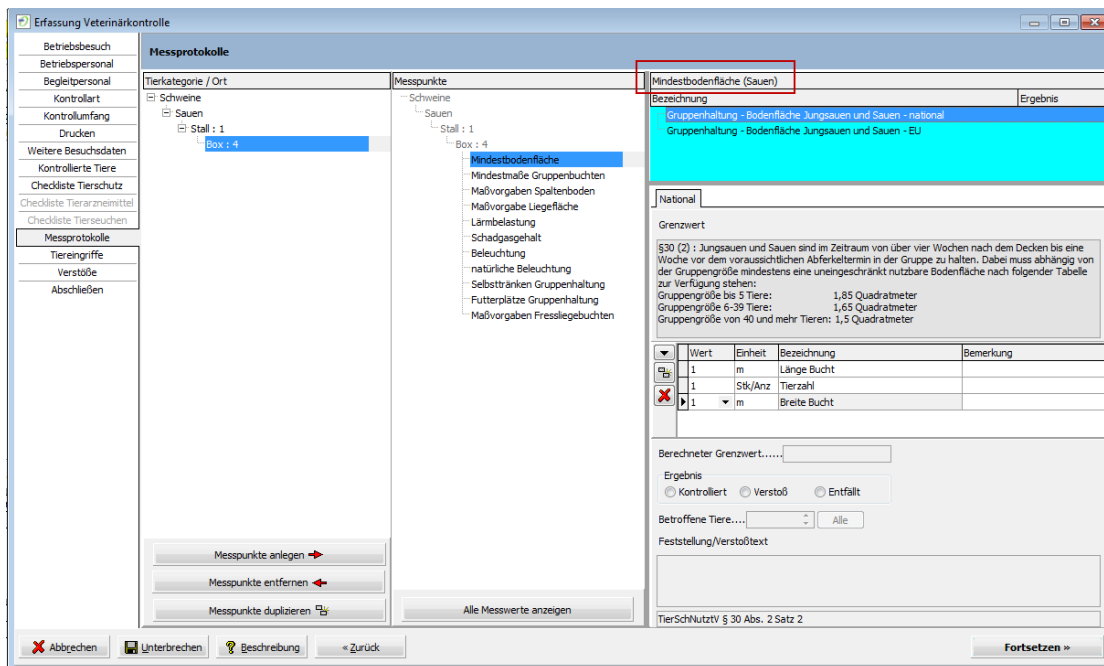 Erfassung Veterinärkontrolle
Betriebsbesuch
Betriebspersonal
Begleitpersonal
Kontrollart
Kontrollumfang
Drucken
Weitere Besuchsdaten
Kontrollierte Tiere
Checkliste Tierschutz
Checkliste Tierarzneimittel
Checkliste Tierseuchen
Messprotokolle
Tiereingriffe
Verstöße
Abschließen
Messprotokolle
Tierkategorie / Ort
Schweine
Sauen
Stall : 1
Box : 4
Messpunkte anlegen
Messpunkte entfernen
Messpunkte duplizieren
Messpunkte
Schweine
Sauen
Stall : 1
Box : 4
Mindestbodenfläche
Mindestmaße Gruppenbuchten
Maßvorgaben Spaltenboden
Maßvorgabe Liegefläche
Lärmbelastung
Schadgasgehalt
Beleuchtung
natürliche Beleuchtung
Selbsttränken Gruppenhaltung
Futterplätze Gruppenhaltung
Maßvorgaben Fressliegebuchten
Alle Messwerte anzeigen
Mindestbodenfläche (Sauen)
Bezeichnung Ergebnis
Gruppenhaltung - Bodenfläche Jungsauen und Sauen - national
Gruppenhaltung - Bodenfläche Jungsauen und Sauen - EU
National
Grenzwert
§30 (2) : Jungsauen und Sauen sind im Zeitraum von über vier Wochen nach dem Decken bis eine
Woche vor dem voraussichtlichen Abferkeltermin in der Gruppe zu halten. Dabei muss abhängig von
der Gruppengröße mindestens eine uneingeschränkt nutzbare Bodenfläche nach folgender Tabelle
zur Verfügung stehen:
Gruppengröße bis 5 Tiere: 1,85 Quadratmeter
Gruppengröße 6-39 Tiere: 1,65 Quadratmeter
Gruppengröße von 40 und mehr Tieren: 1,5 Quadratmeter
Wert Einheit Bezeichnung Bemerkung
1 m Länge Bucht
1 Stk/Anz Tierzahl
1 m Breite Bucht
Berechneter Grenzwert......
Ergebnis
Kontrolliert Verstoß Entfällt
Betroffene Tiere.... Alle
Feststellung/Verstoßtext
TierSchNutztV § 30 Abs. 2 Satz 2
Abbrechen Unterbrechen Beschreibung « Zurück Fortsetzen »